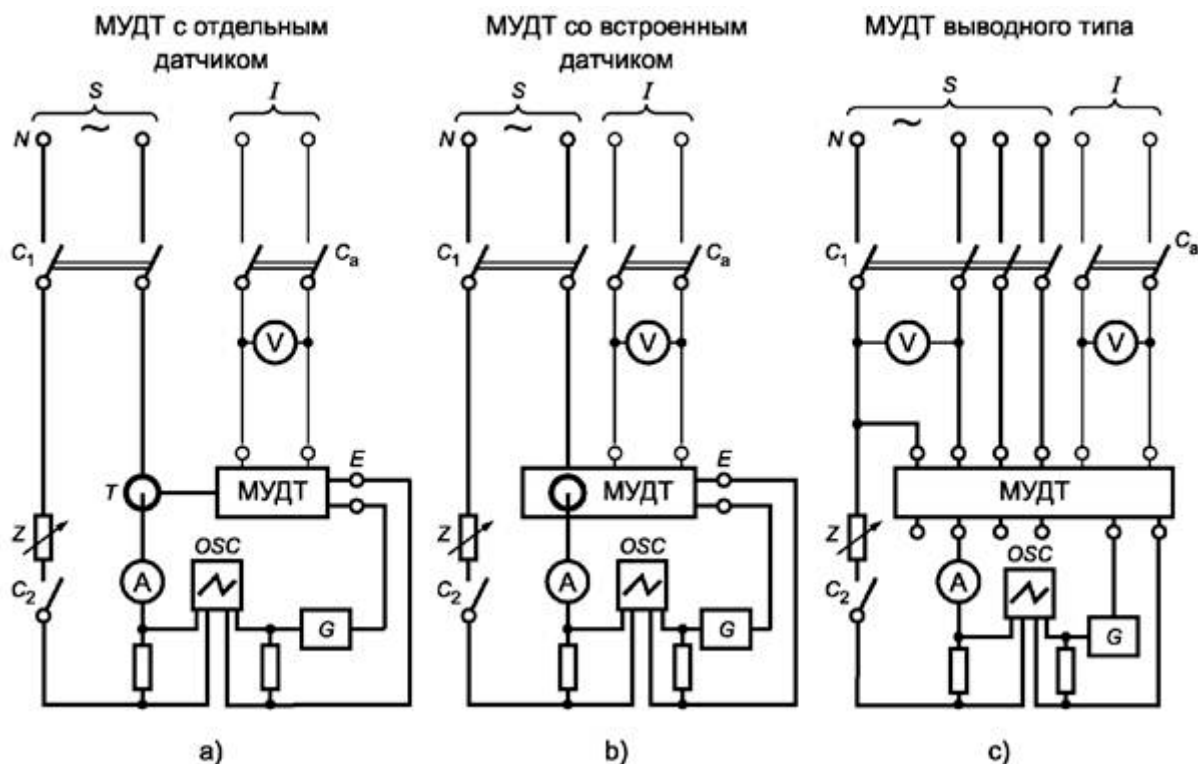 МУДТ с отдельным
датчиком
S
I
~
N
C₁
Cₐ
V
T
МУДТ
E
Z
OSC
C₂
A
G
a)
МУДТ со встроенным
датчиком
S
I
~
N
C₁
Cₐ
V
МУДТ
E
Z
OSC
C₂
A
G
b)
МУДТ выводного типа
S
I
~
N
C₁
Cₐ
V
V
МУДТ
Z
OSC
C₂
A
G
c)